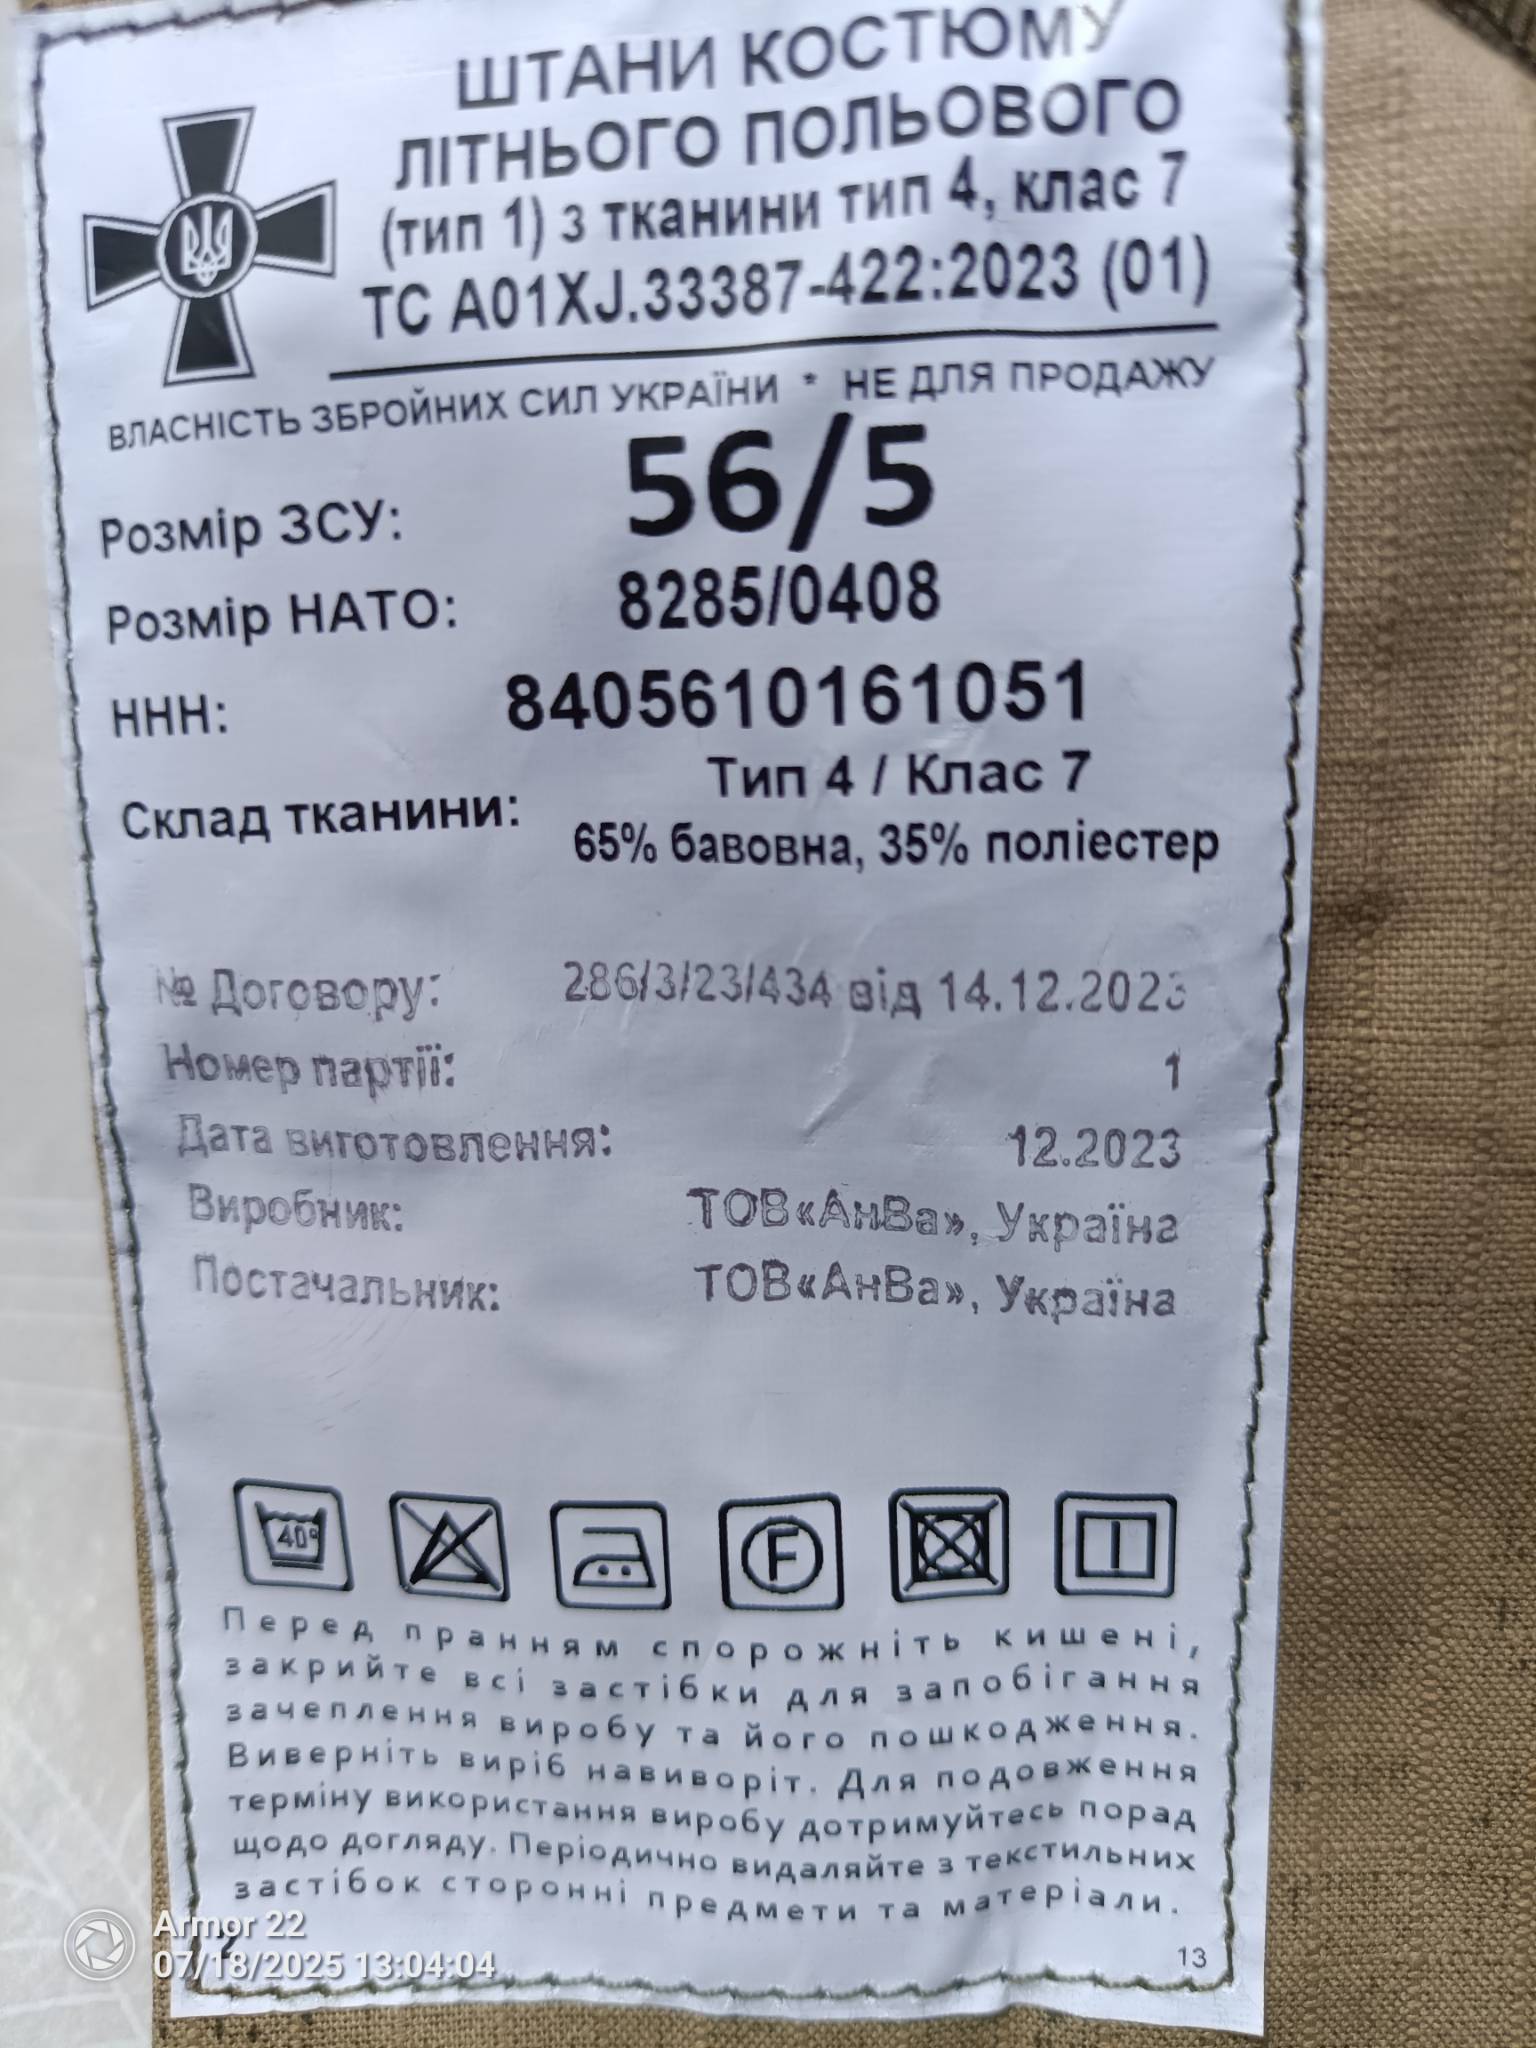 ШТАНИ КОСТЮМУ
ЛІТНЬОГО ПОЛЬОВОГО
(тип 1) з тканини тип 4, клас 7
ТС А01XJ.33387-422:2023 (01)
ВЛАСНІСТЬ ЗБРОЙНИХ СИЛ УКРАЇНИ * НЕ ДЛЯ ПРОДАЖУ
Розмір ЗСУ: 56/5
Розмір НАТО: 8285/0408
ННН: 8405610161051
Тип 4 / Клас 7
Склад тканини: 65% бавовна, 35% поліестер
№ Договору: 286/3/23/434 від 14.12.2023
Номер партії: 1
Дата виготовлення: 12.2023
Виробник: ТОВ«АнВа», Україна
Постачальник: ТОВ«АнВа», Україна
40° F
Перед пранням спорожніть кишені,
закрийте всі застібки для запобігання
зачеплення виробу та його пошкодження.
Виверніть виріб навиворіт. Для подовження
терміну використання виробу дотримуйтесь порад
щодо догляду. Періодично видаляйте з текстильних
застібок сторонні предмети та матеріали.
13
Armor 22
07/18/2025 13:04:04